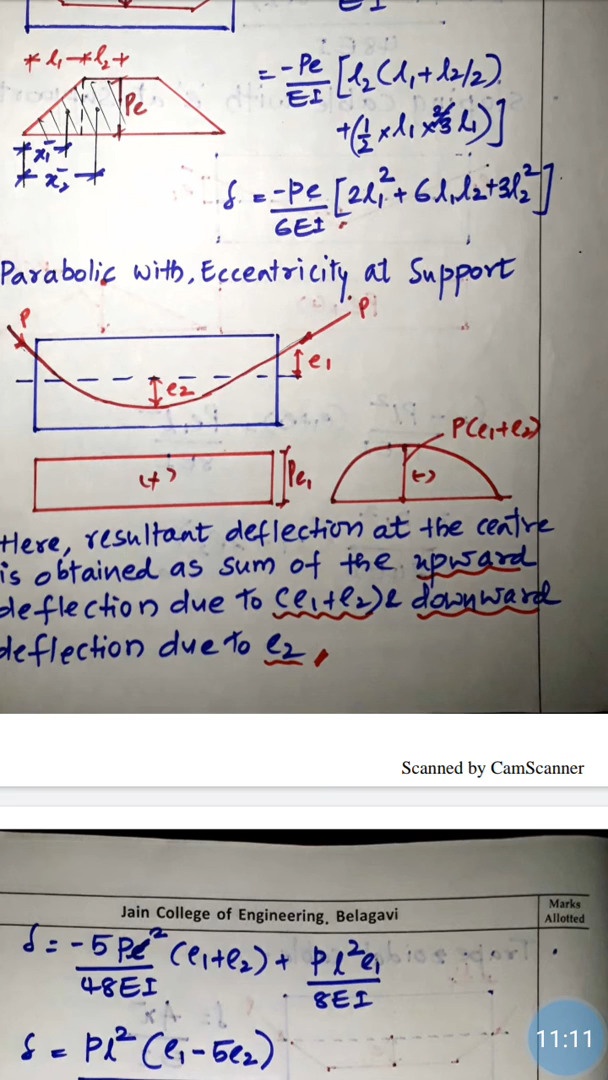 EI
l₁ l₂
Pe
x̄₁
x̄₂
= -Pe/EI [l₂(l₁+l₂/2)
+(1/2 × l₁ × 2/3 l₁)]
δ = -Pe/6EI [2l₁²+6l₁l₂+3l₂²]
Parabolic with, Eccentricity at Support
P P
e₁
e₂
P(e₁+e₂)
(+) Pe₁ (-)
Here, resultant deflection at the centre
is obtained as sum of the upward
deflection due to (e₁+e₂) & downward
deflection due to e₂
Scanned by CamScanner
Marks
Jain College of Engineering, Belagavi Allotted
δ = -5Pl²/48EI (e₁+e₂) + Pl²e₁/8EI
δ = Pl² (e₁-5e₂)
11:11